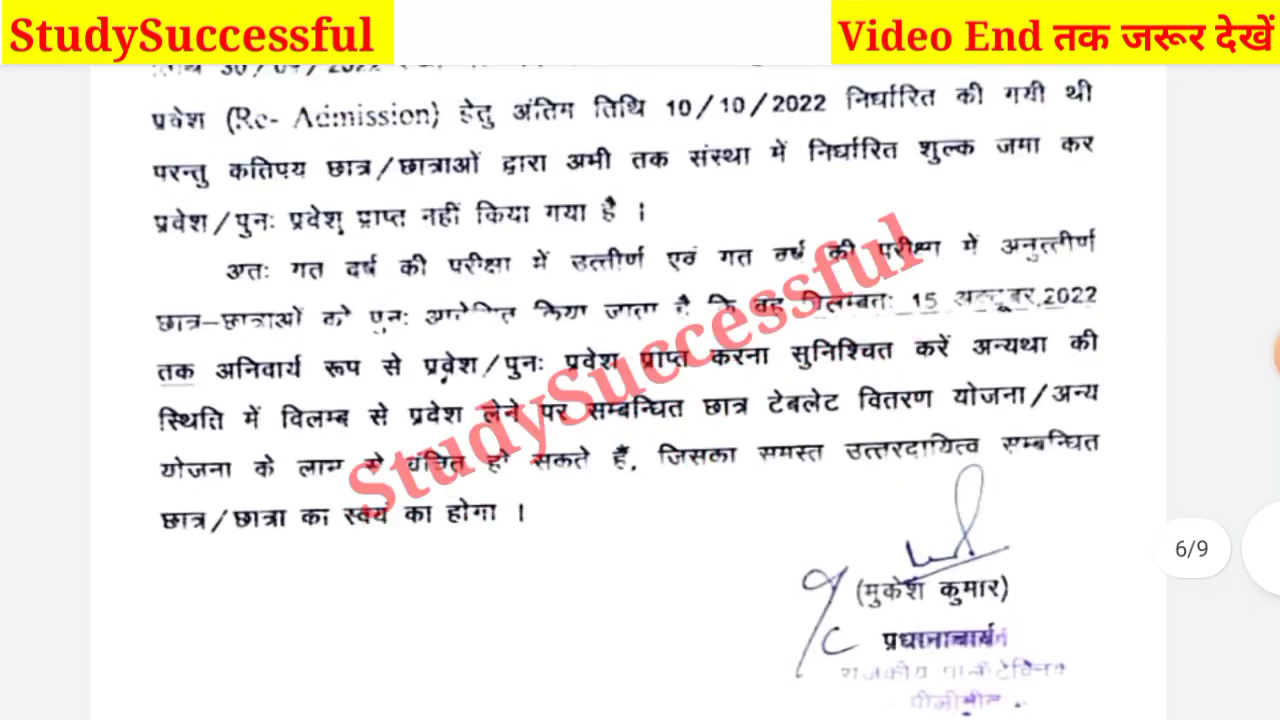 StudySuccessful
Video End तक जरूर देखें
प्रवेश (Re- Admission) हेतु अंतिम तिथि 10/10/2022 निर्धारित की गयी थी
परन्तु कतिपय छात्र/छात्राओं द्वारा अभी तक संस्था में निर्धारित शुल्क जमा कर
प्रवेश/पुनः प्रवेश प्राप्त नहीं किया गया है ।
अतः गत वर्ष की परीक्षा में उत्तीर्ण एवं गत वर्ष की परीक्षा में अनुत्तीर्ण
छात्र-छात्राओं को पुनः किया जाता है कि वह विलम्बतः 15 अक्टूबर,2022
तक अनिवार्य रूप से प्रवेश/पुनः प्रवेश प्राप्त करना सुनिश्चित करें अन्यथा की
स्थिति में विलम्ब से प्रवेश लेने पर सम्बन्धित छात्र टेबलेट वितरण योजना/अन्य
योजना के लाभ से वंचित हो सकते हैं, जिसका समस्त उत्तरदायित्व सम्बन्धित
छात्र/छात्रा का स्वयं का होगा ।
StudySuccessful
6/9
(मुकेश कुमार)
प्रधानाचार्य
राजकीय पालीटेक्निक
पीलीभीत